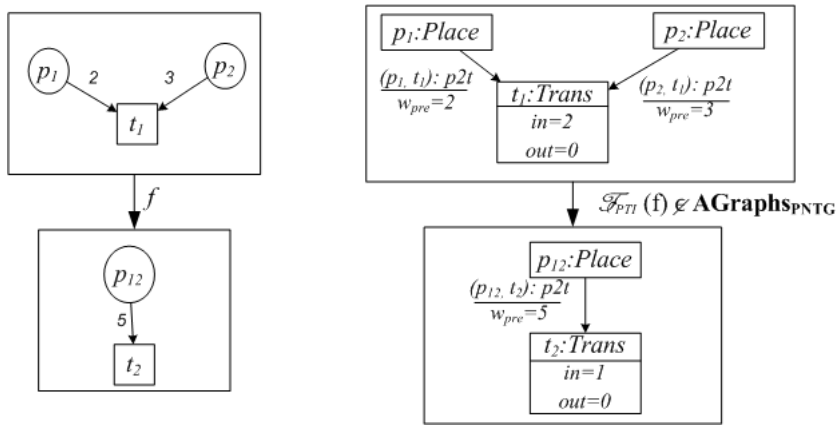 p1 2 3 p2
t1
f
p12
5
t2
p1:Place p2:Place
(p1, t1): p2t
wpre=2
t1:Trans
in=2
out=0
(p2, t1): p2t
wpre=3
ℱPTI (f) ∉ AGraphsPNTG
p12:Place
(p12, t2): p2t
wpre=5
t2:Trans
in=1
out=0